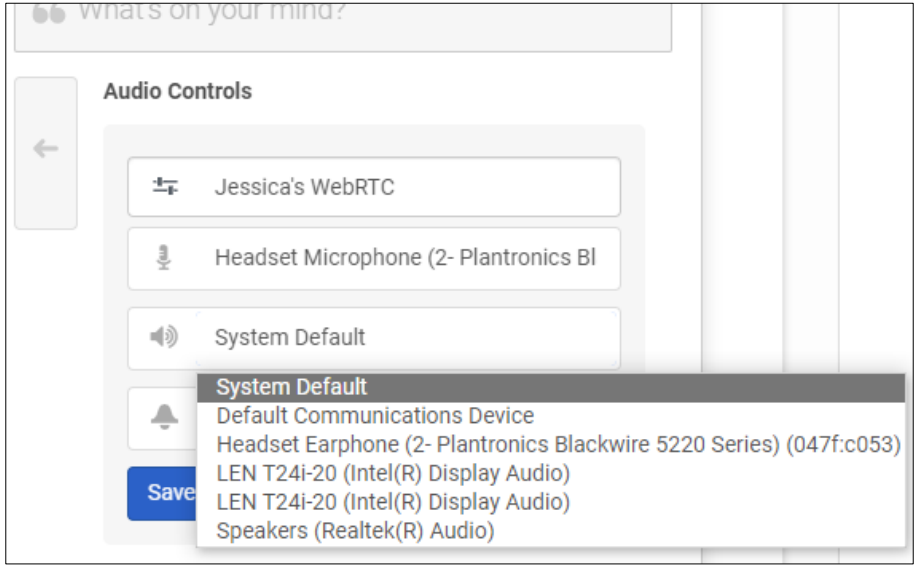 What's on your mind?
Audio Controls
Jessica's WebRTC
Headset Microphone (2- Plantronics Bl
System Default
System Default
Default Communications Device
Headset Earphone (2- Plantronics Blackwire 5220 Series) (047f:c053)
LEN T24i-20 (Intel(R) Display Audio)
LEN T24i-20 (Intel(R) Display Audio)
Save
Speakers (Realtek(R) Audio)